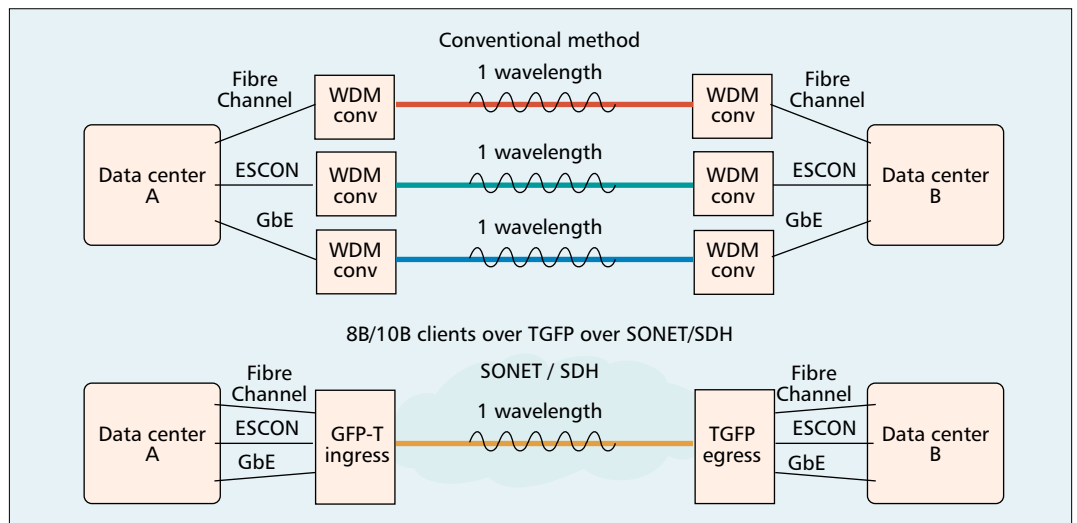 Conventional method
Fibre
Channel
WDM
conv
1 wavelength
WDM
conv
Fibre
Channel
Data center
A
ESCON
WDM
conv
1 wavelength
WDM
conv
ESCON
Data center
B
GbE
WDM
conv
1 wavelength
WDM
conv
GbE
8B/10B clients over TGFP over SONET/SDH
SONET / SDH
Fibre
Channel
Data center
A
ESCON
GbE
GFP-T
ingress
1 wavelength
TGFP
egress
Fibre
Channel
ESCON
GbE
Data center
B